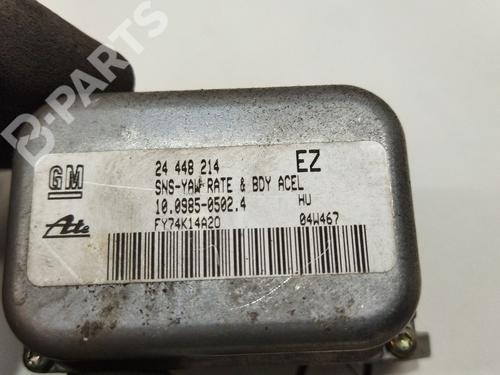 B-PARTS
GM
24 448 214 EZ
SNS-YAW RATE & BDY ACEL
10.0985-0502.4 HU
Ate FY74K14A20 04W467